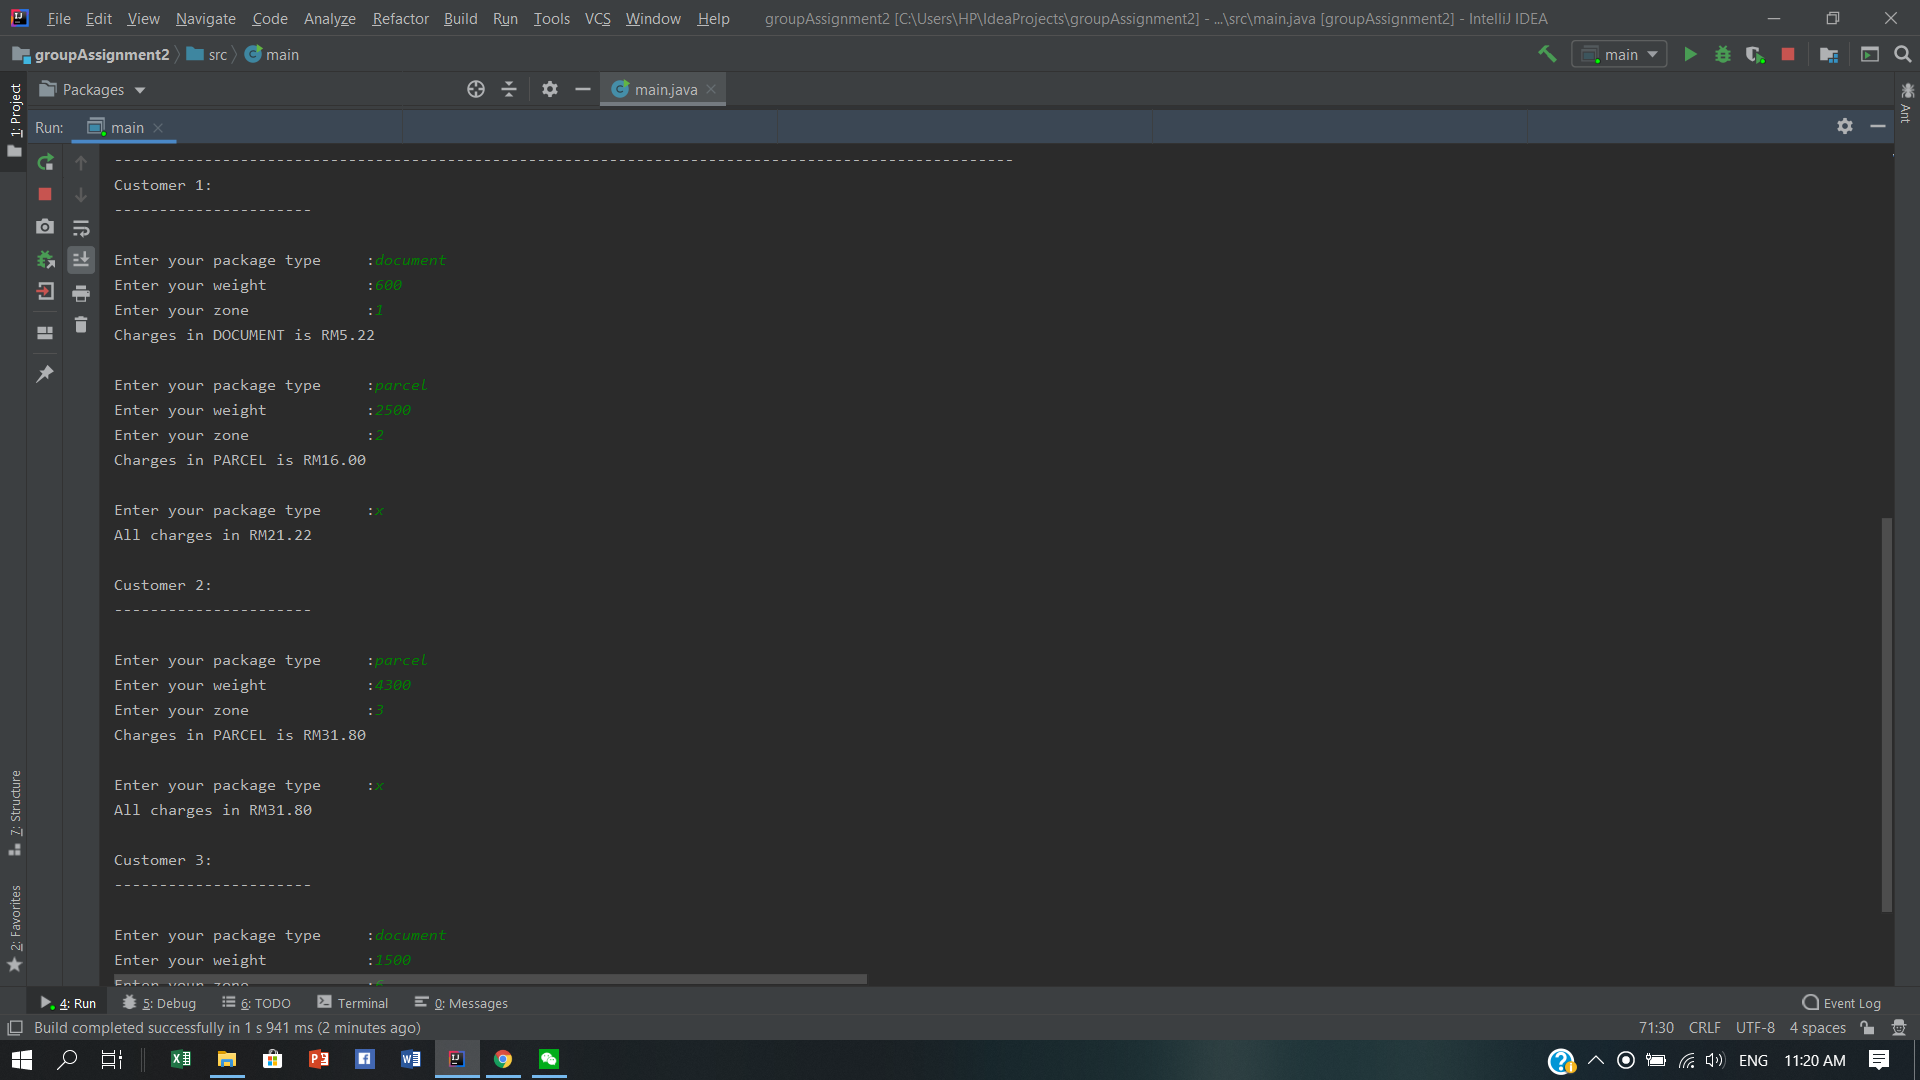 File Edit View Navigate Code Analyze Refactor Build Run Tools VCS Window Help groupAssignment2 [C:\Users\HP\IdeaProjects\groupAssignment2] - ...\src\main.java [groupAssignment2] - IntelliJ IDEA
groupAssignment2 src main main
1: Project Packages main.java Ant
Run: main
----------------------------------------------------------------------------------------------------
Customer 1:
----------------------
Enter your package type :document
Enter your weight :600
Enter your zone :1
Charges in DOCUMENT is RM5.22
Enter your package type :parcel
Enter your weight :2500
Enter your zone :2
Charges in PARCEL is RM16.00
Enter your package type :x
All charges in RM21.22
Customer 2:
----------------------
Enter your package type :parcel
Enter your weight :4300
Enter your zone :3
Charges in PARCEL is RM31.80
Enter your package type :x
All charges in RM31.80
7: Structure
Customer 3:
----------------------
2: Favorites
Enter your package type :document
Enter your weight :1500
Enter your zone :6
4: Run 5: Debug 6: TODO Terminal 0: Messages Event Log
Build completed successfully in 1 s 941 ms (2 minutes ago) 71:30 CRLF UTF-8 4 spaces
ENG 11:20 AM